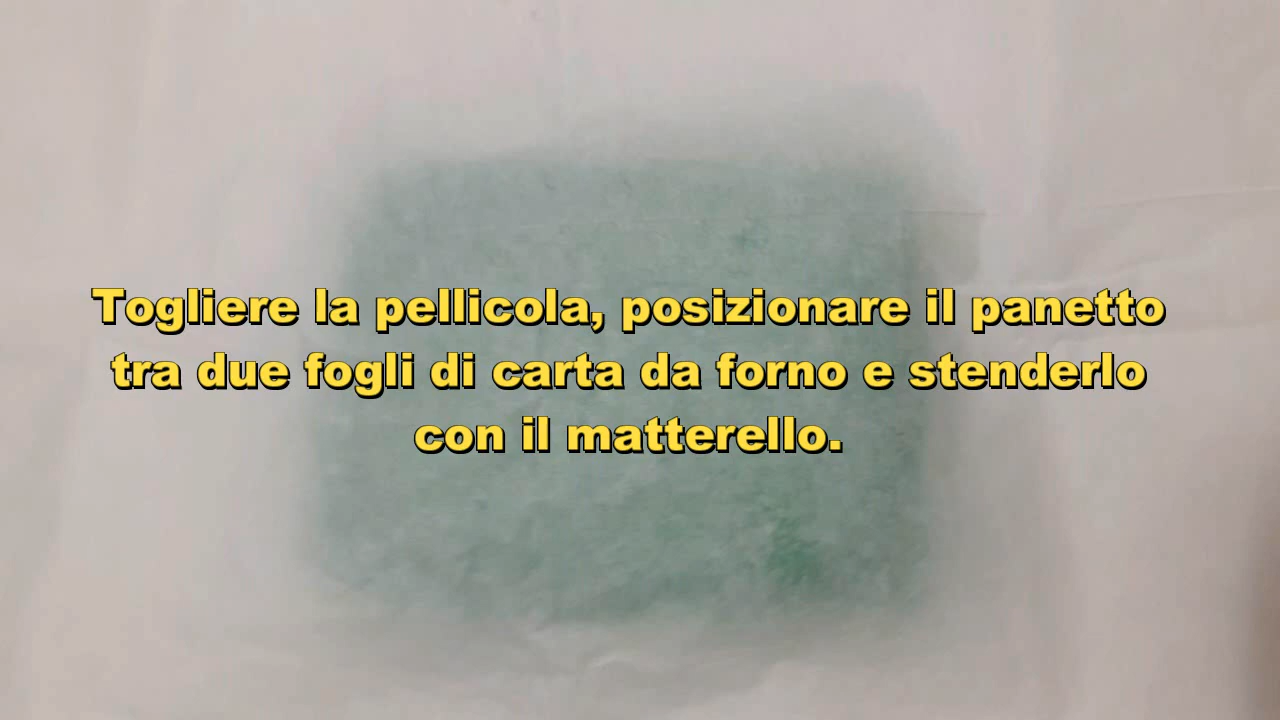 Togliere la pellicola, posizionare il panetto
tra due fogli di carta da forno e stenderlo
con il matterello.